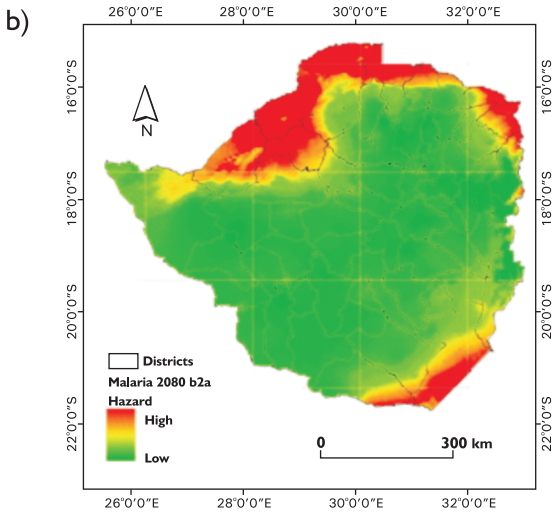 b)
26°0′0″E 28°0′0″E 30°0′0″E 32°0′0″E
16°0′0″S 16°0′0″S
N
18°0′0″S 18°0′0″S
20°0′0″S 20°0′0″S
Districts
Malaria 2080 b2a
Hazard
High
Low
0 300 km
22°0′0″S 22°0′0″S
26°0′0″E 28°0′0″E 30°0′0″E 32°0′0″E